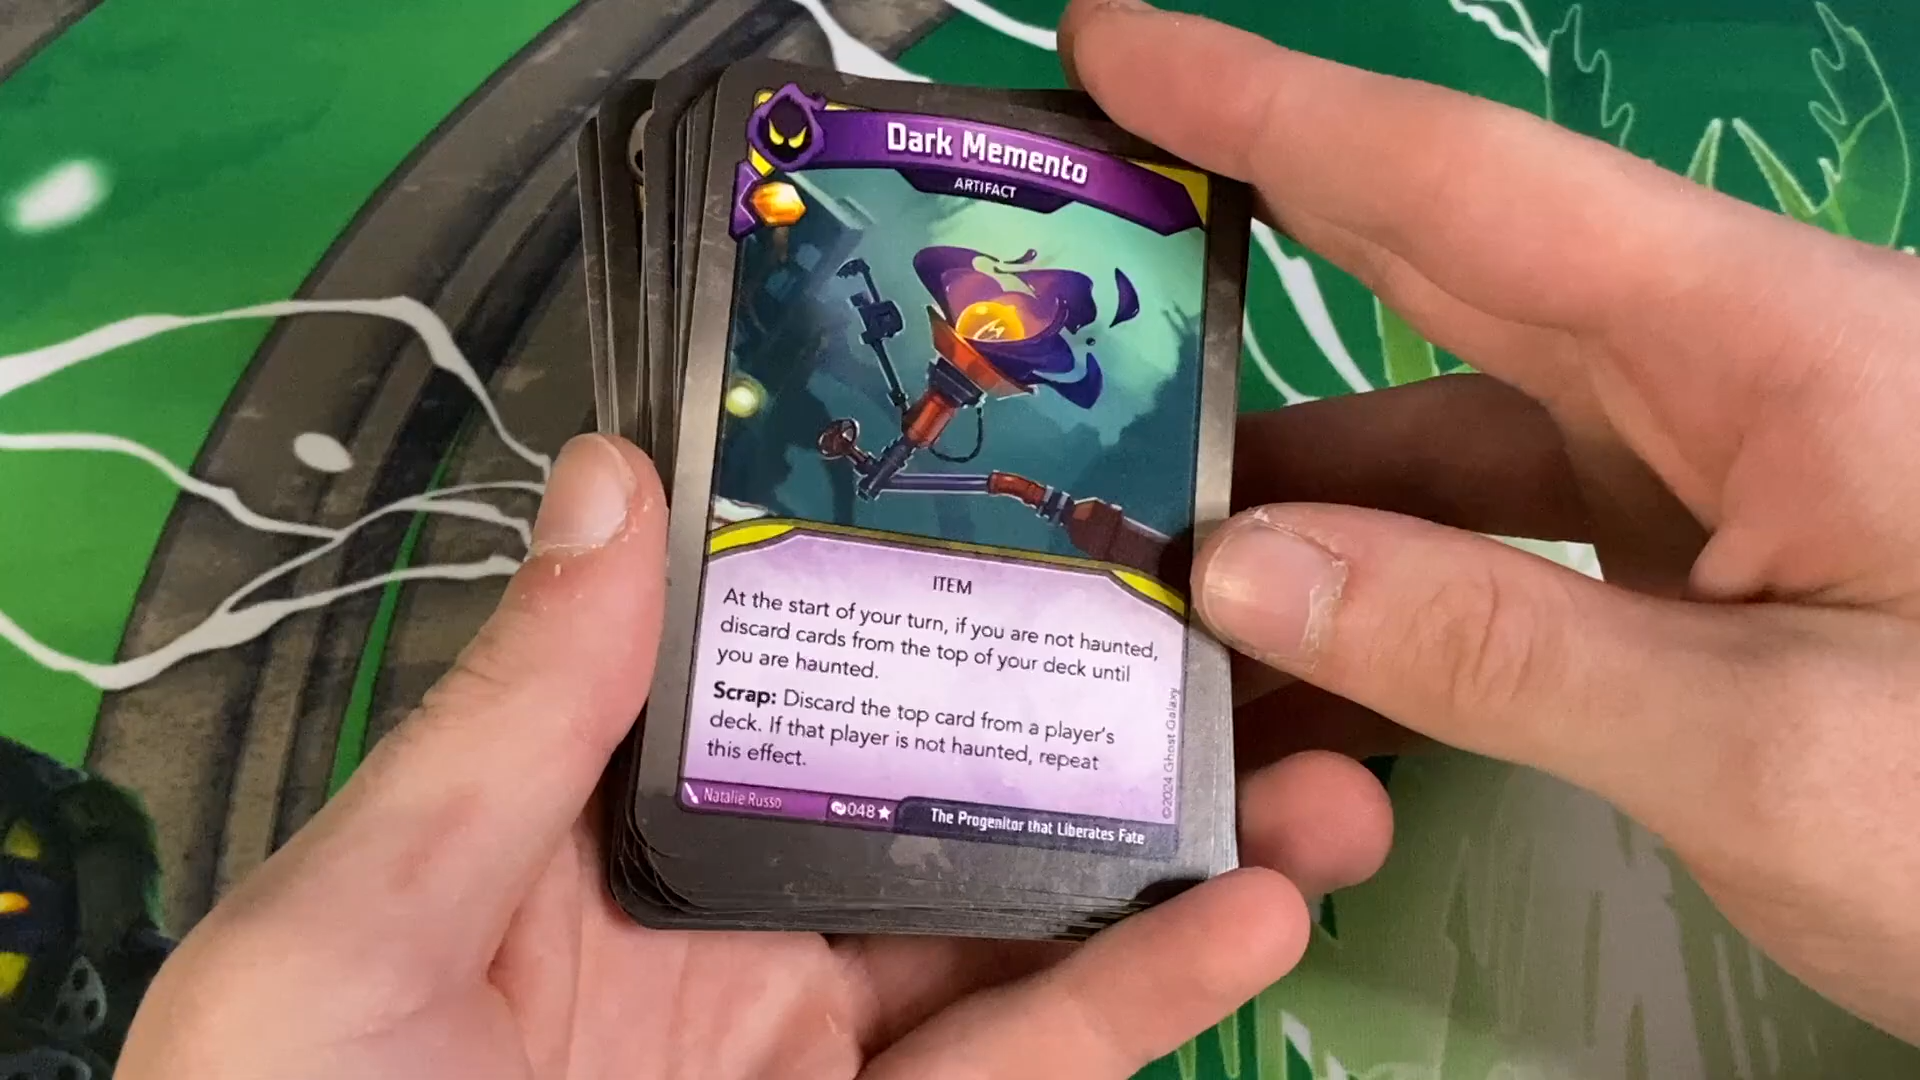 Dark Memento
ARTIFACT
ITEM
At the start of your turn, if you are not haunted,
discard cards from the top of your deck until
you are haunted.
Scrap: Discard the top card from a player's
deck. If that player is not haunted, repeat
this effect.
©2024 Ghost Galaxy
Natalie Russo
048
The Progenitor that Liberates Fate